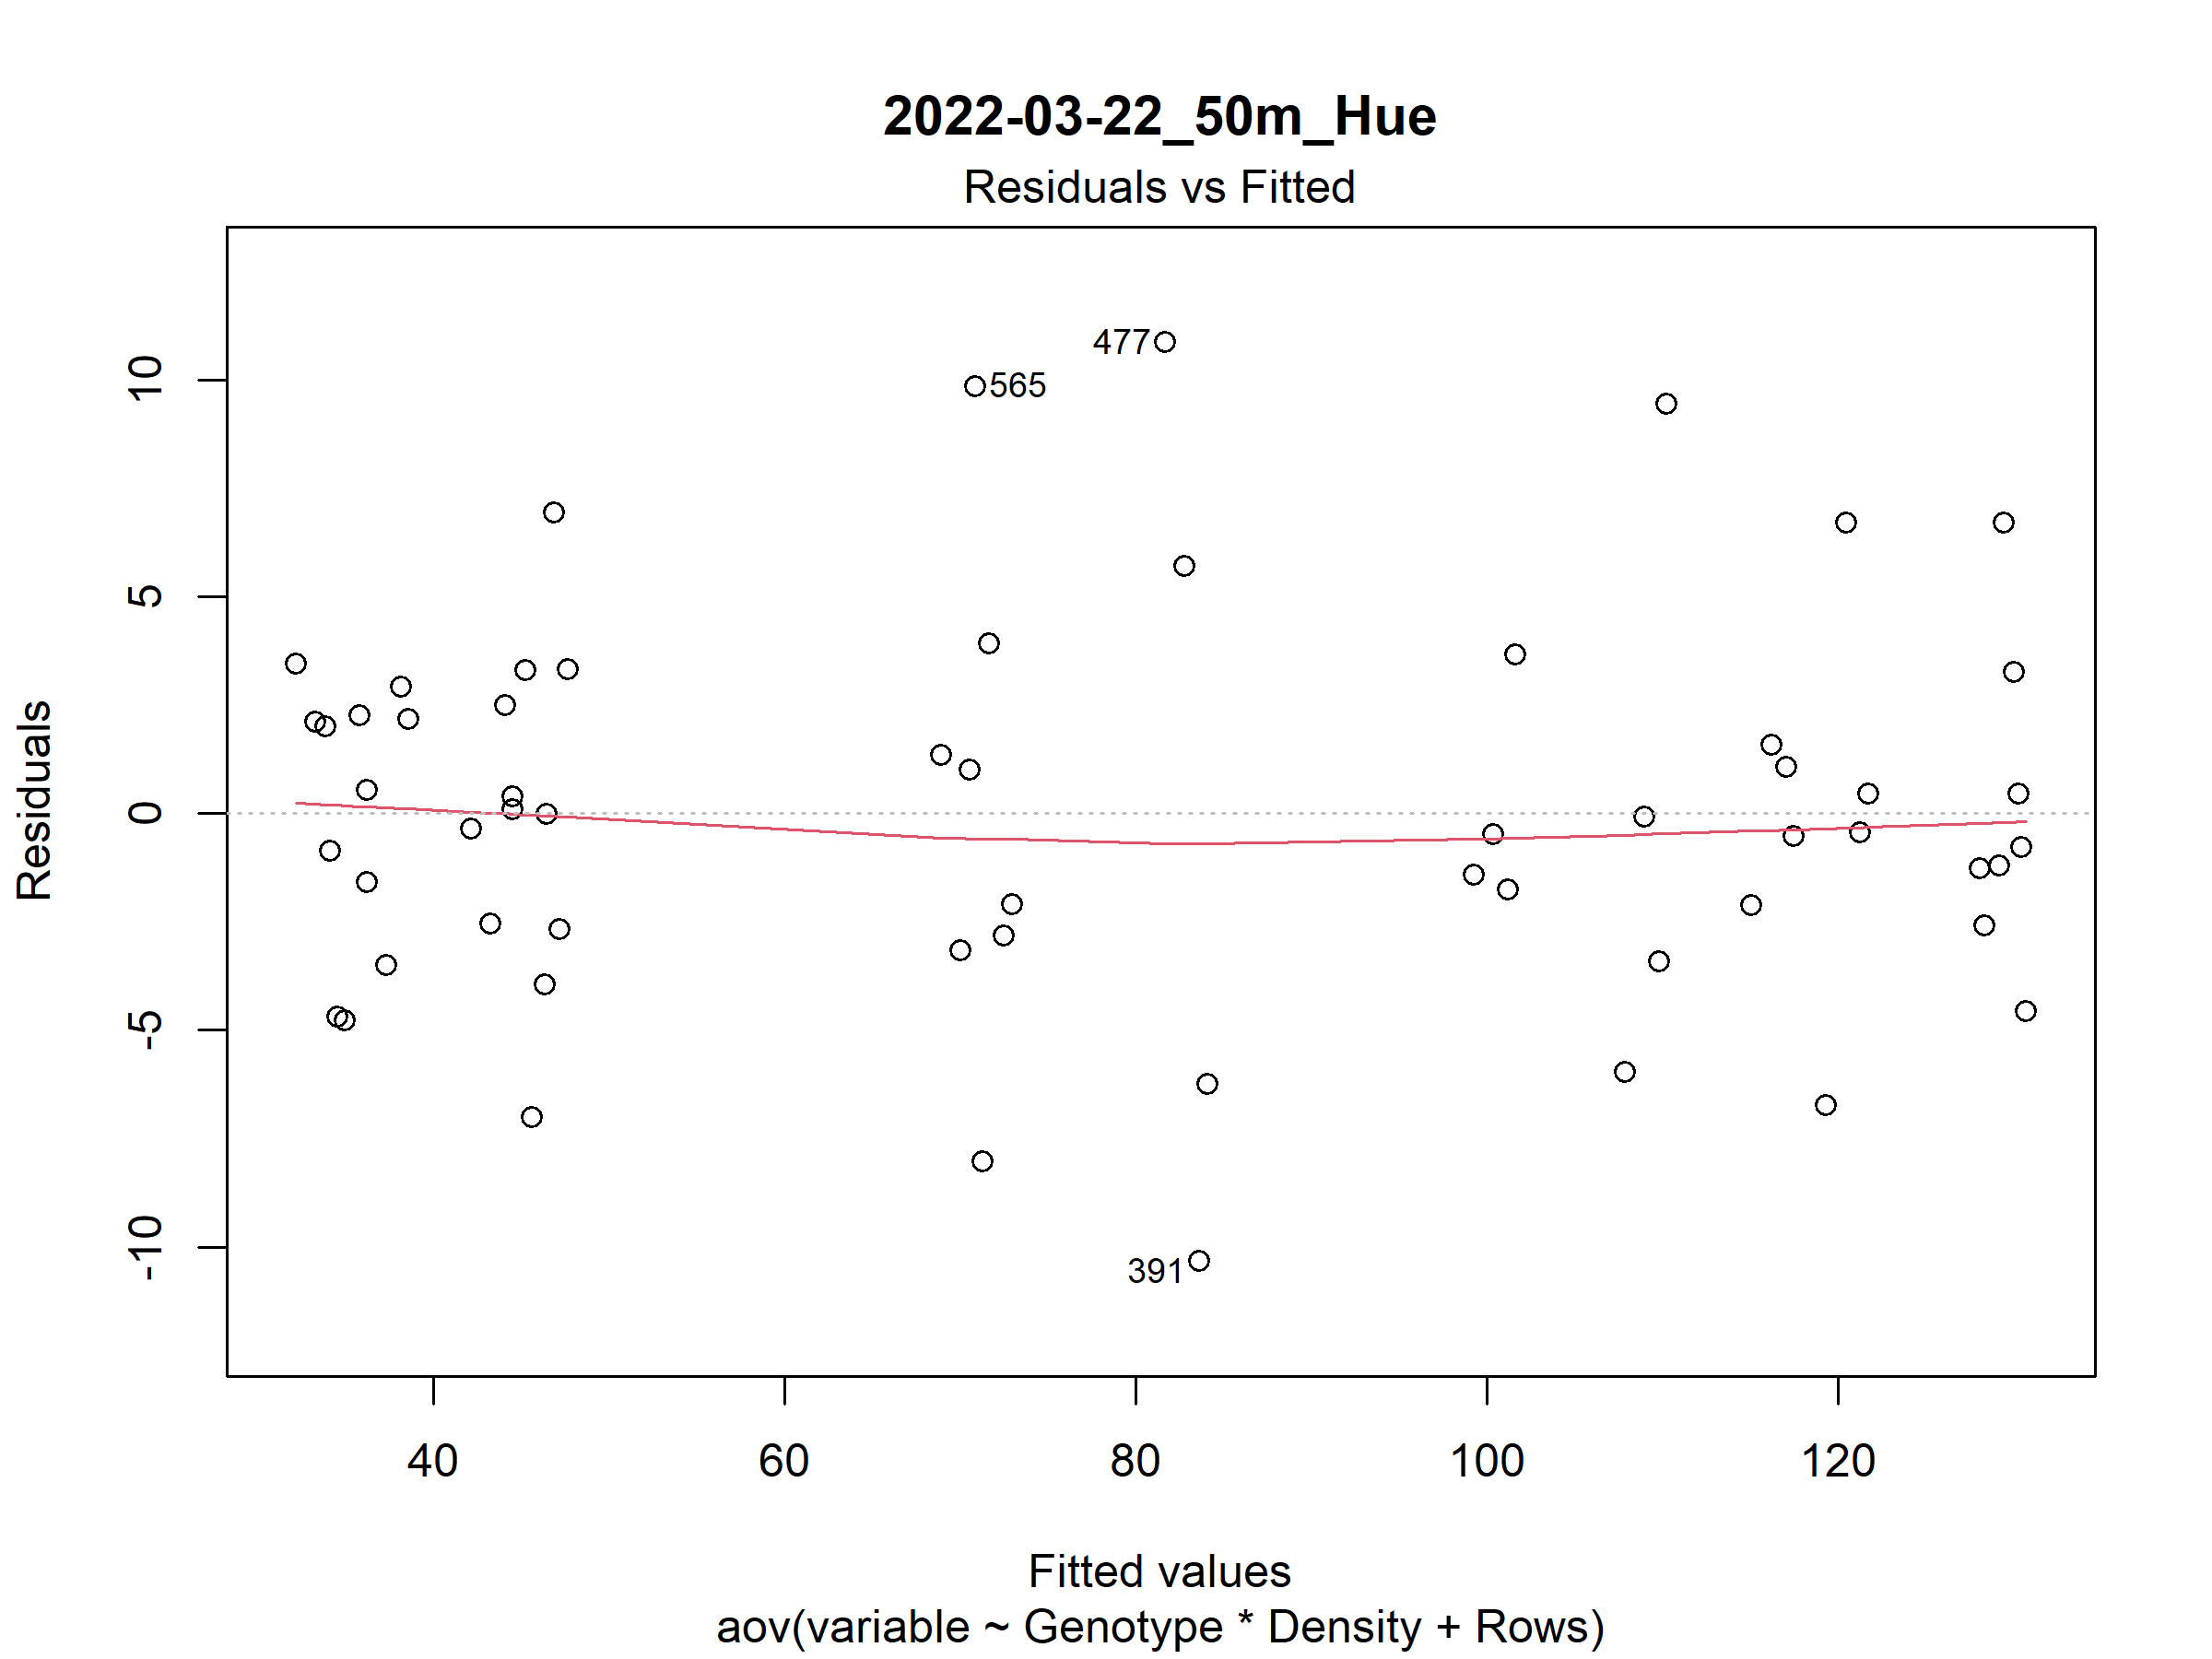 2022-03-22_50m_Hue
Residuals vs Fitted
Residuals
10
5
0
-5
-10
477
565
391
40 60 80 100 120
Fitted values
aov(variable ~ Genotype * Density + Rows)